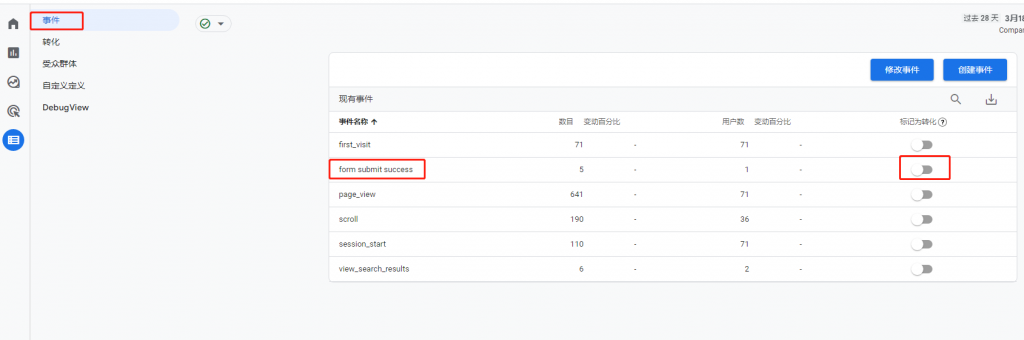 事件
转化
受众群体
自定义定义
DebugView
过去 28 天 3月18
Compar
修改事件 创建事件
现有事件
事件名称 数目 变动百分比 用户数 变动百分比 标记为转化 ?
first_visit 71 - 71 -
form submit success 5 - 1 -
page_view 641 - 71 -
scroll 190 - 36 -
session_start 110 - 71 -
view_search_results 6 - 2 -